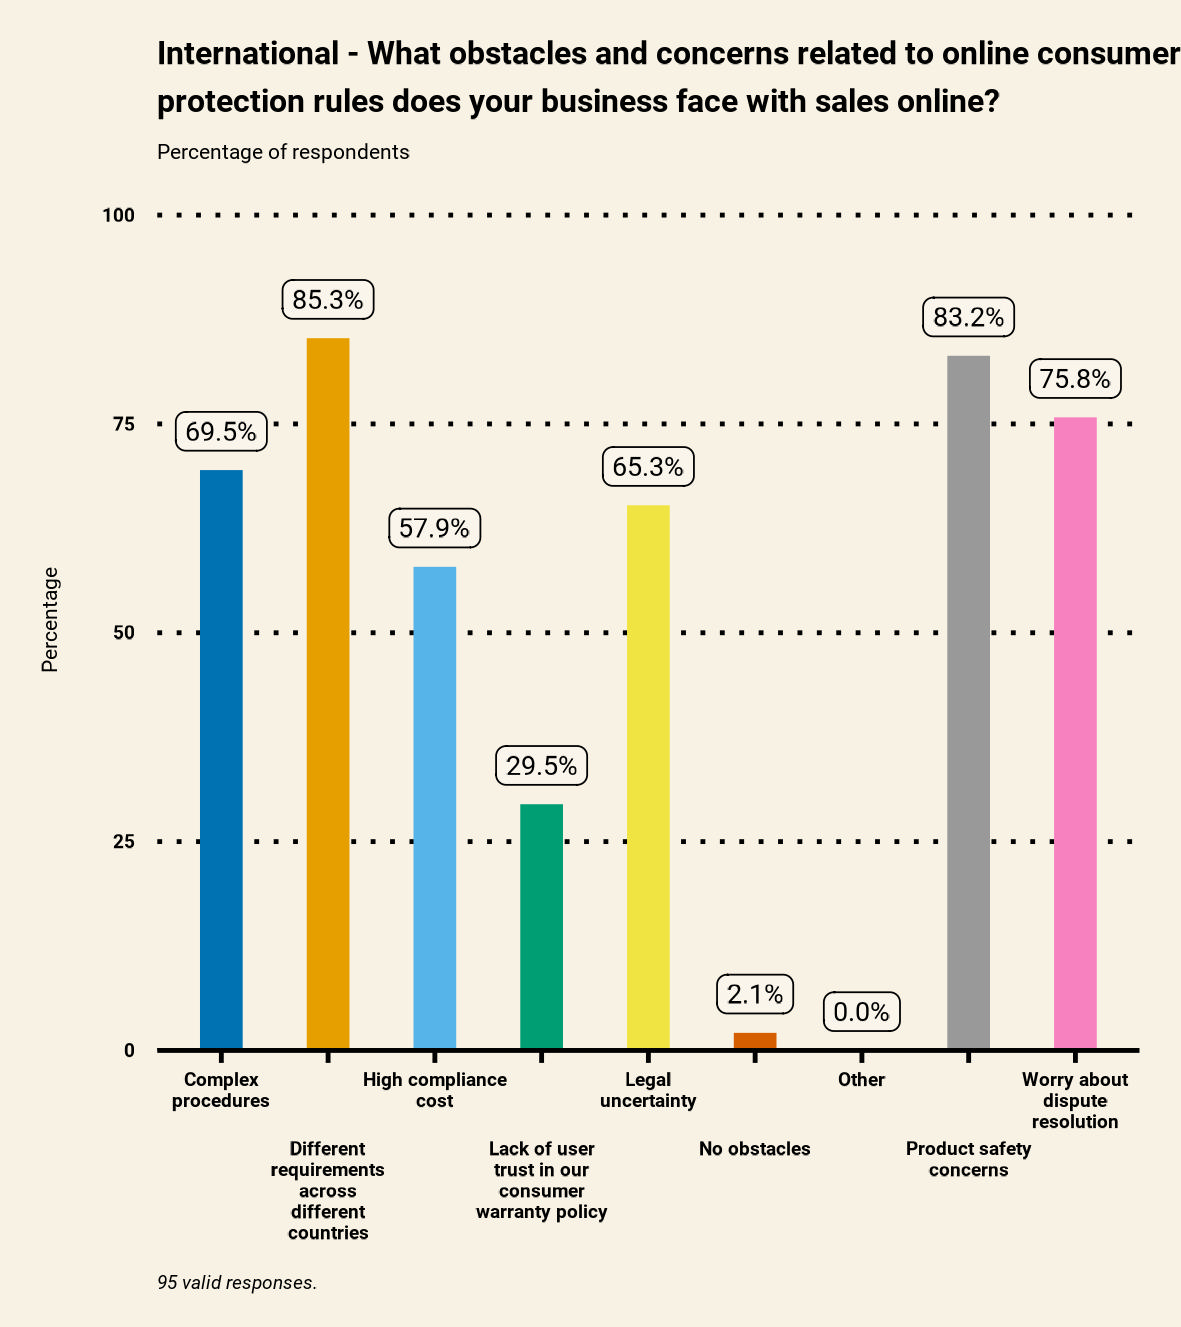 International - What obstacles and concerns related to online consumer
protection rules does your business face with sales online?
Percentage of respondents
100
75
50
25
0
Percentage
69.5%
85.3%
57.9%
29.5%
65.3%
2.1%
0.0%
83.2%
75.8%
Complex
procedures
Different
requirements
across
different
countries
High compliance
cost
Lack of user
trust in our
consumer
warranty policy
Legal
uncertainty
No obstacles
Other
Product safety
concerns
Worry about
dispute
resolution
95 valid responses.